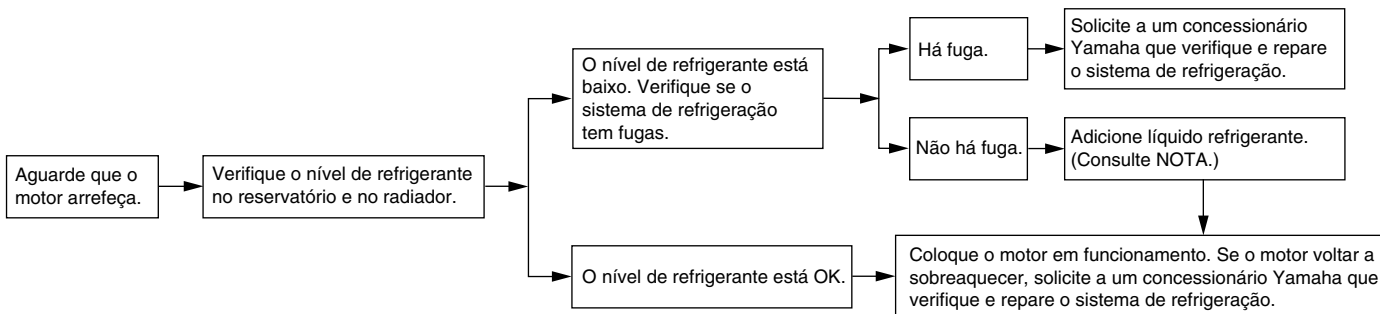 Aguarde que o
motor arrefeça.
Verifique o nível de refrigerante
no reservatório e no radiador.
O nível de refrigerante está
baixo. Verifique se o
sistema de refrigeração
tem fugas.
Há fuga.
Solicite a um concessionário
Yamaha que verifique e repare
o sistema de refrigeração.
Não há fuga.
Adicione líquido refrigerante.
(Consulte NOTA.)
O nível de refrigerante está OK.
Coloque o motor em funcionamento. Se o motor voltar a
sobreaquecer, solicite a um concessionário Yamaha que
verifique e repare o sistema de refrigeração.